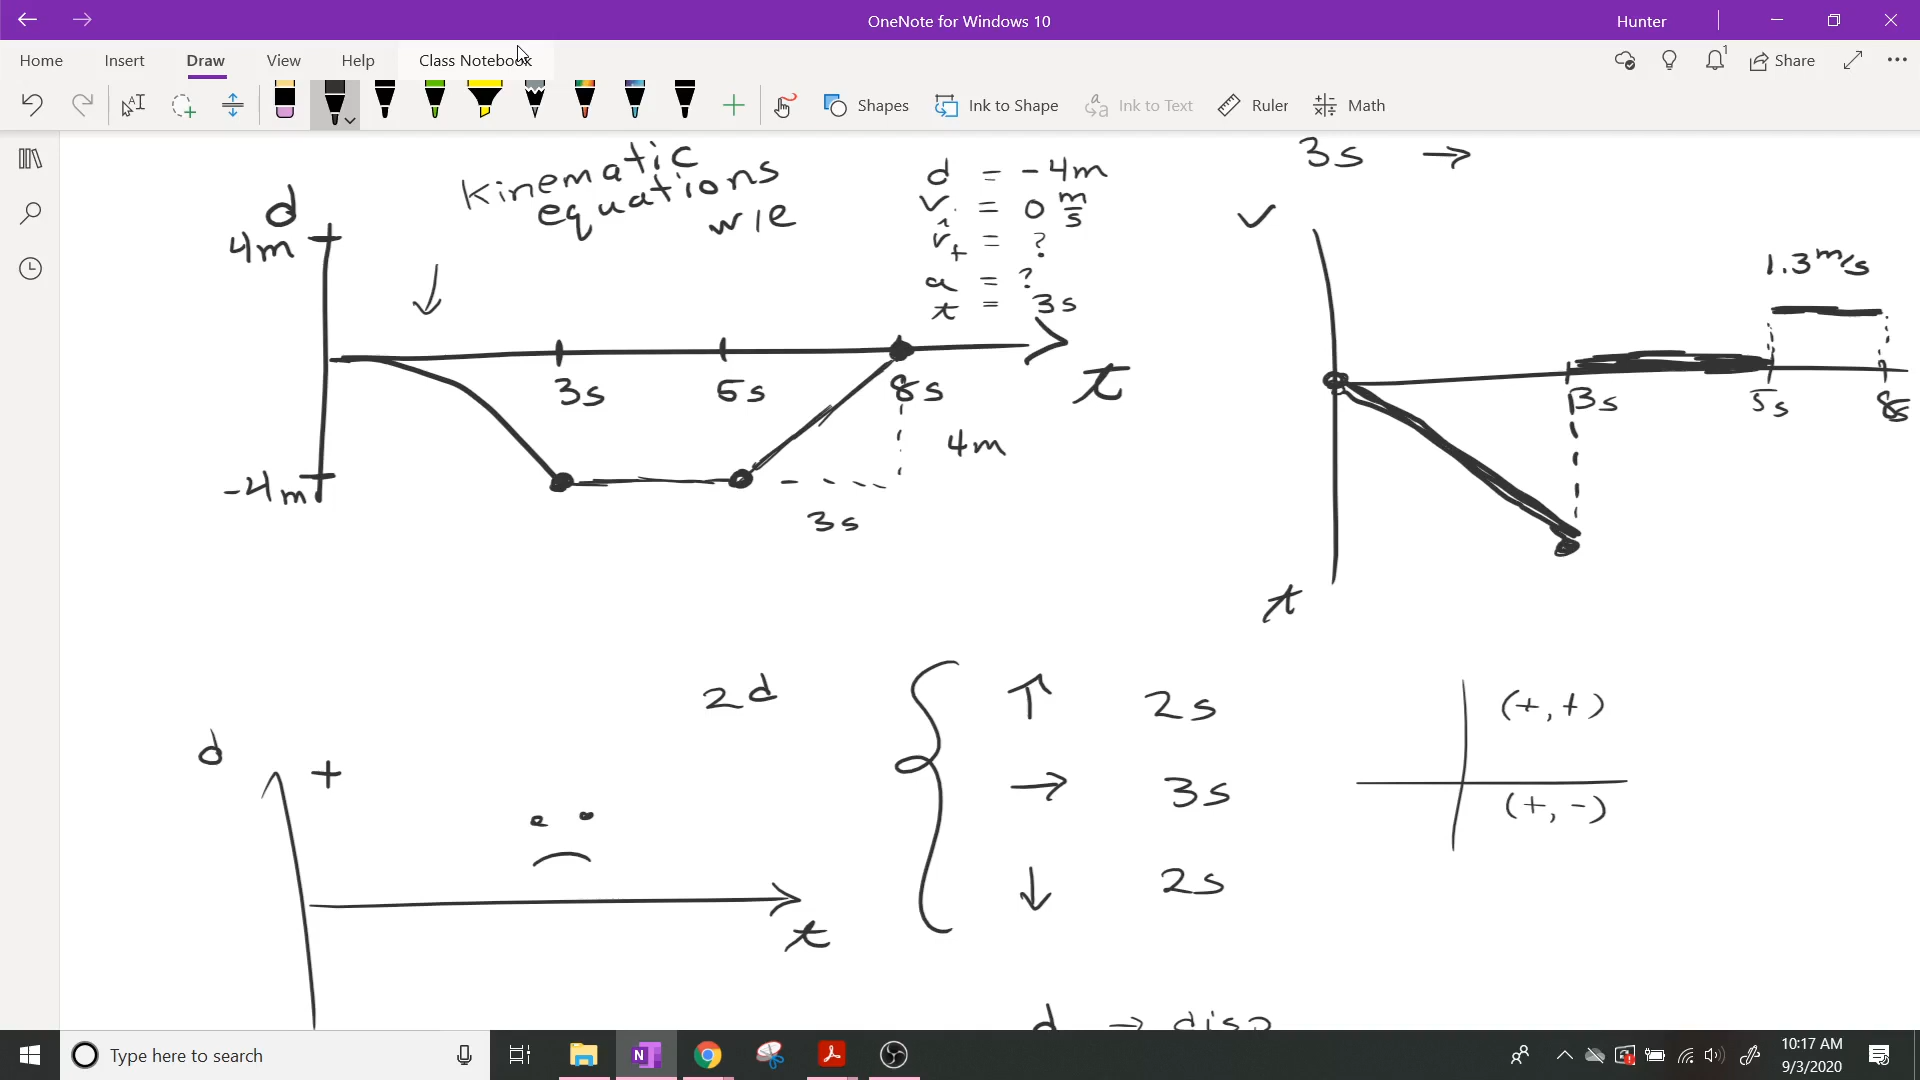 OneNote for Windows 10
Hunter
Home Insert Draw View Help Class Notebook
1
Share
Shapes Ink to Shape Ink to Text Ruler Math
Kinematic
equations
w/e
d = -4m
vi = 0 m/s
vf = ?
a = ?
t = 3s
d
4m
-4m
3s 5s 8s
t
4m
3s
3s →
v
1.3 m/s
3s 5s 8s
t
2d
↑ 2s
→ 3s
↓ 2s
(+,+)
(+,-)
d
+
t
d → disp
Type here to search
10:17 AM
9/3/2020